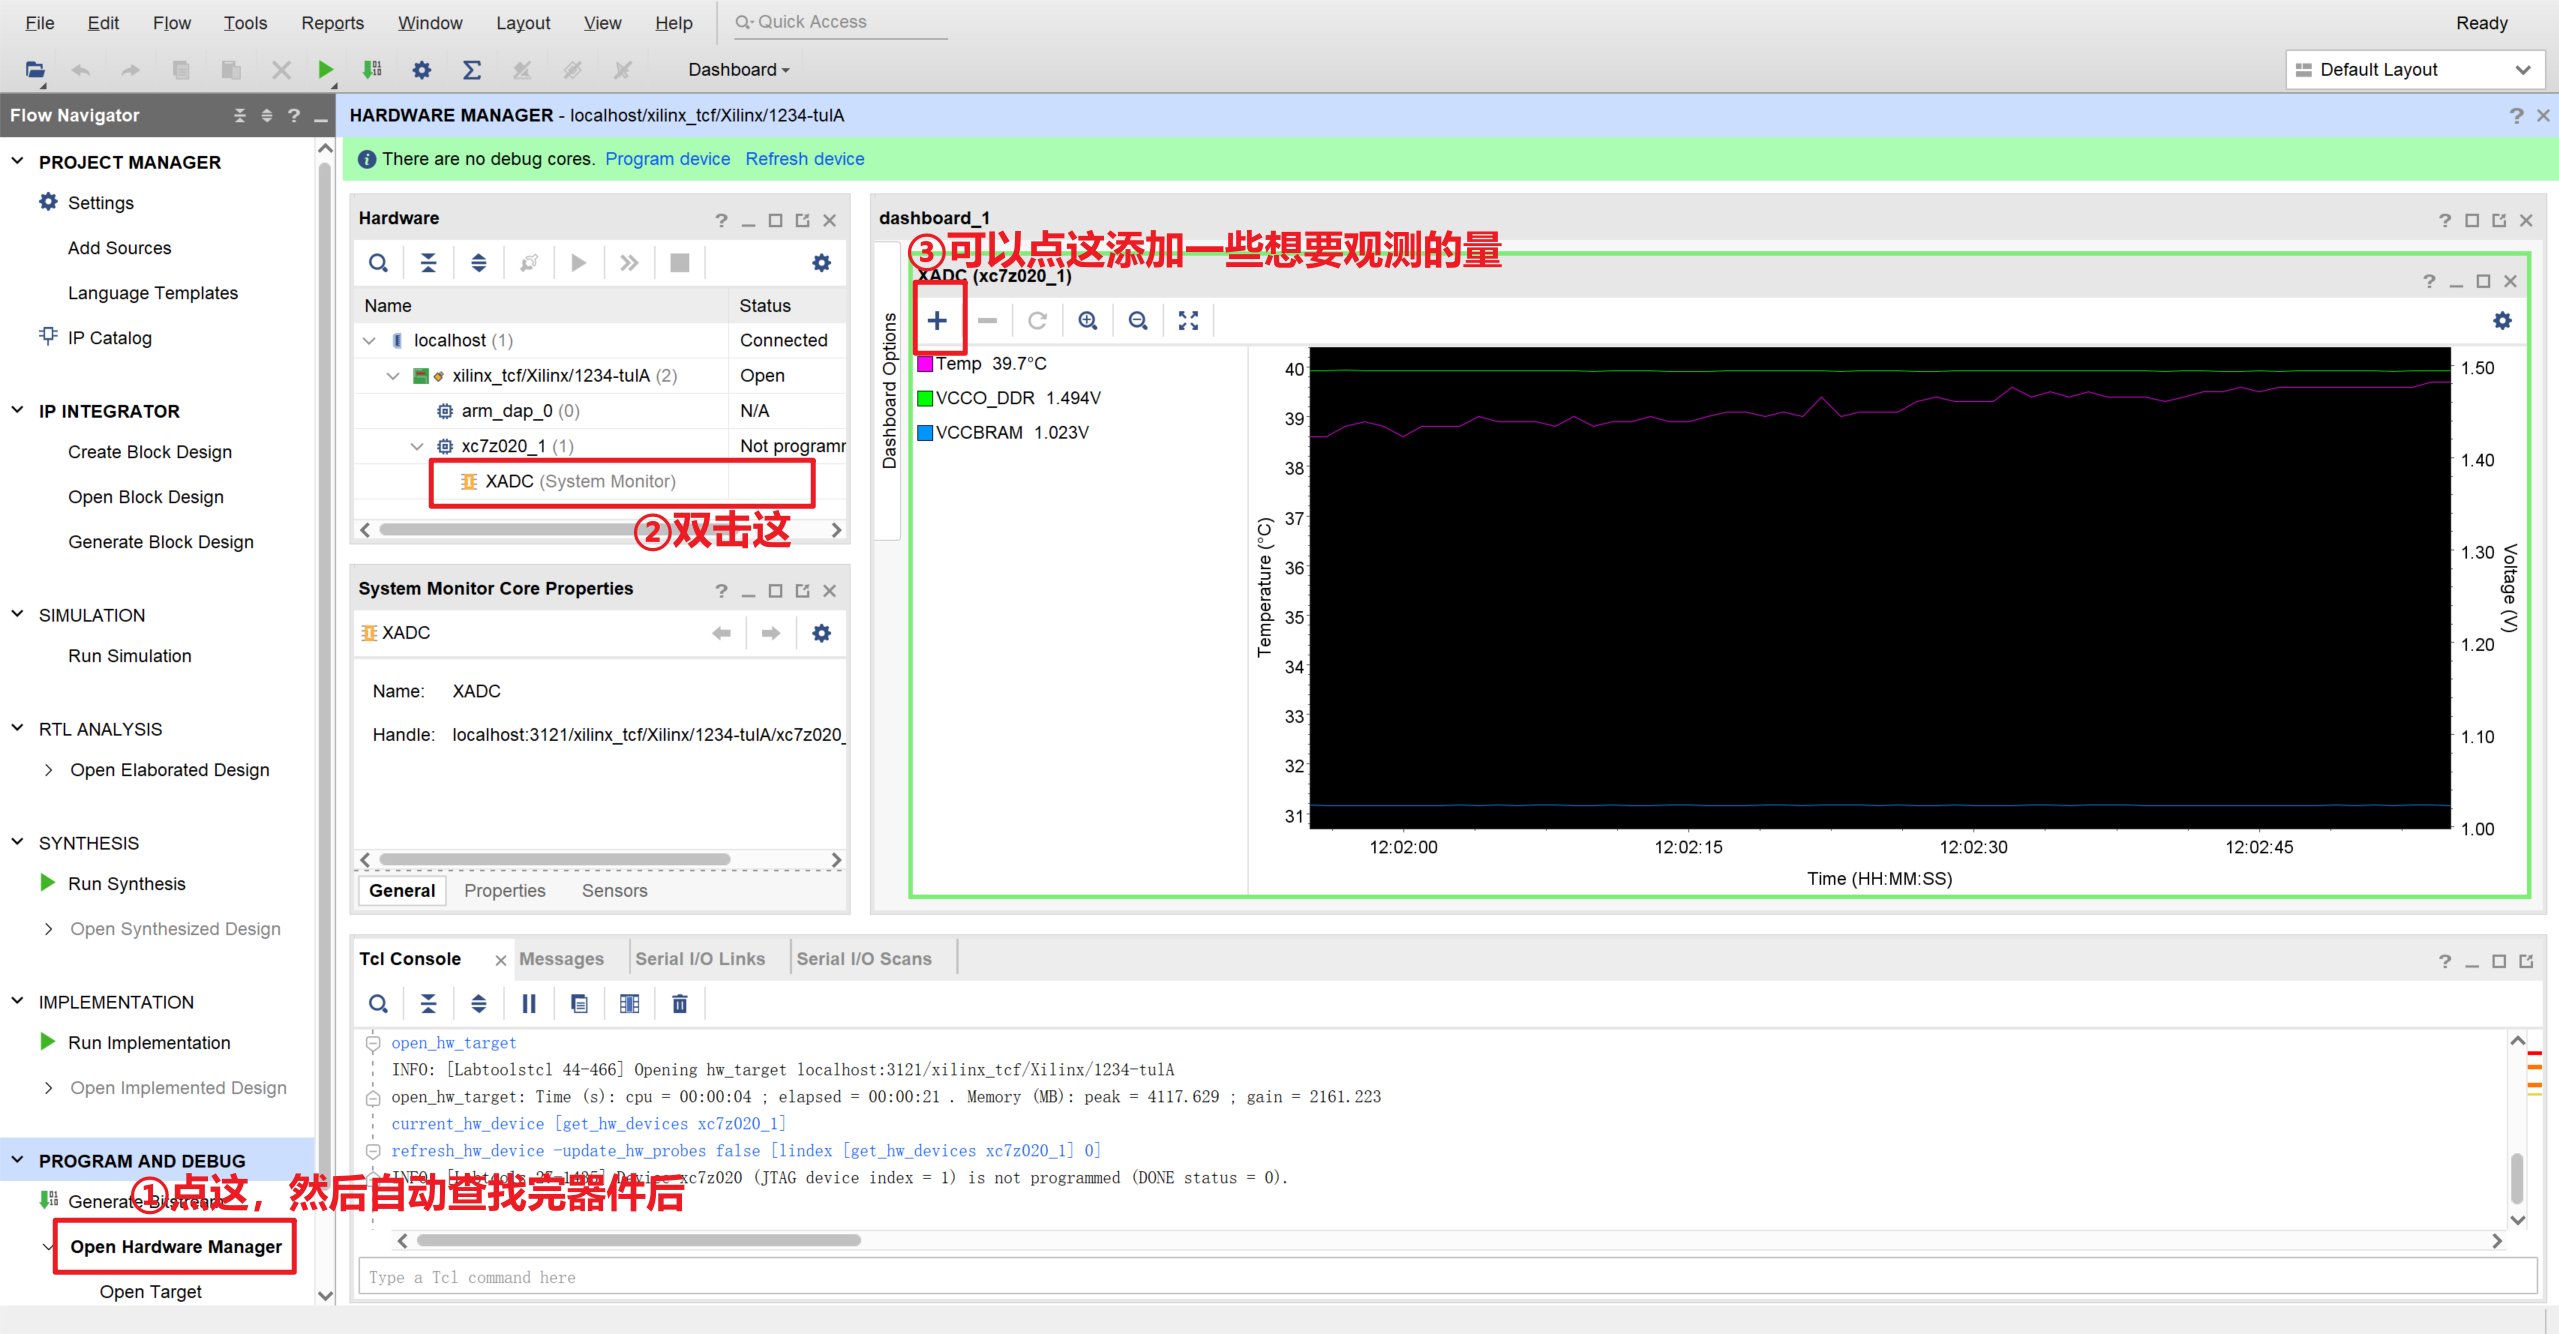 File Edit Flow Tools Reports Window Layout View Help Quick Access Ready
Dashboard Default Layout
Flow Navigator
HARDWARE MANAGER - localhost/xilinx_tcf/Xilinx/1234-tulA
There are no debug cores. Program device Refresh device
PROJECT MANAGER
Settings
Add Sources
Language Templates
IP Catalog
IP INTEGRATOR
Create Block Design
Open Block Design
Generate Block Design
SIMULATION
Run Simulation
RTL ANALYSIS
Open Elaborated Design
SYNTHESIS
Run Synthesis
Open Synthesized Design
IMPLEMENTATION
Run Implementation
Open Implemented Design
PROGRAM AND DEBUG
Generate Bitstream
①点这，然后自动查找完器件后
Open Hardware Manager
Open Target
Hardware
Name Status
localhost (1) Connected
xilinx_tcf/Xilinx/1234-tulA (2) Open
arm_dap_0 (0) N/A
xc7z020_1 (1) Not programm
XADC (System Monitor)
②双击这
System Monitor Core Properties
XADC
Name: XADC
Handle: localhost:3121/xilinx_tcf/Xilinx/1234-tulA/xc7z020_
General Properties Sensors
dashboard_1
③可以点这添加一些想要观测的量
XADC (xc7z020_1)
Dashboard Options
Temp 39.7°C
VCCO_DDR 1.494V
VCCBRAM 1.023V
Temperature (°C)
40
39
38
37
36
35
34
33
32
31
1.50
1.40
1.30
1.20
1.10
1.00
Voltage (V)
12:02:00 12:02:15 12:02:30 12:02:45
Time (HH:MM:SS)
Tcl Console Messages Serial I/O Links Serial I/O Scans
open_hw_target
INFO: [Labtoolstcl 44-466] Opening hw_target localhost:3121/xilinx_tcf/Xilinx/1234-tulA
open_hw_target: Time (s): cpu = 00:00:04 ; elapsed = 00:00:21 . Memory (MB): peak = 4117.629 ; gain = 2161.223
current_hw_device [get_hw_devices xc7z020_1]
refresh_hw_device -update_hw_probes false [lindex [get_hw_devices xc7z020_1] 0]
INFO: [Labtools 27-1435] Device xc7z020 (JTAG device index = 1) is not programmed (DONE status = 0).
Type a Tcl command here